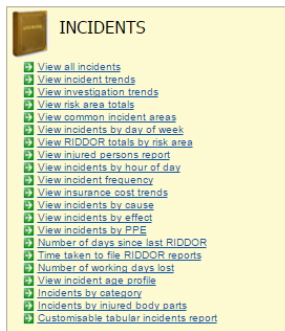 INCIDENTS
View all incidents
View incident trends
View investigation trends
View risk area totals
View common incident areas
View incidents by day of week
View RIDDOR totals by risk area
View injured persons report
View incidents by hour of day
View incident frequency
View insurance cost trends
View incidents by cause
View incidents by effect
View incidents by PPE
Number of days since last RIDDOR
Time taken to file RIDDOR reports
Number of working days lost
View incident age profile
Incidents by category
Incidents by injured body parts
Customisable tabular incidents report